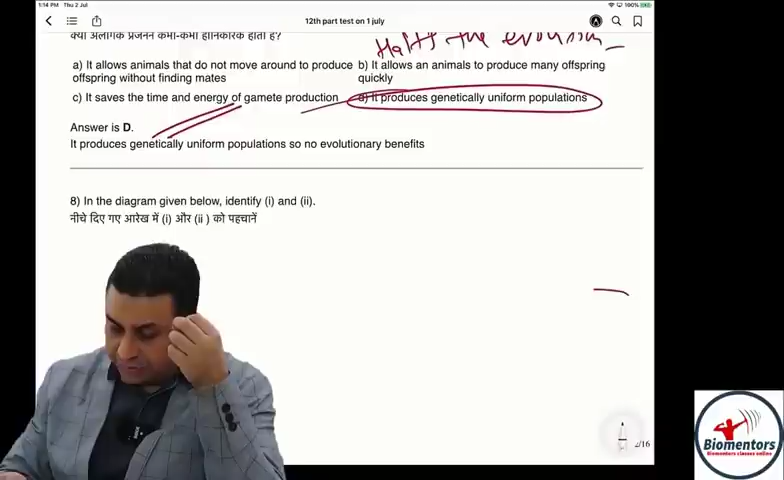 1:14 PM Thu 2 Jul
100%
12th part test on 1 july
क्या अलैंगिक प्रजनन कभी-कभी हानिकारक होता है?
Halts the evolution
a) It allows animals that do not move around to produce offspring without finding mates
b) It allows an animals to produce many offspring quickly
c) It saves the time and energy of gamete production
d) It produces genetically uniform populations
Answer is D.
It produces genetically uniform populations so no evolutionary benefits
8) In the diagram given below, identify (i) and (ii).
नीचे दिए गए आरेख में (i) और (ii ) को पहचानें
2/16
Biomentors
Biomentors classes online